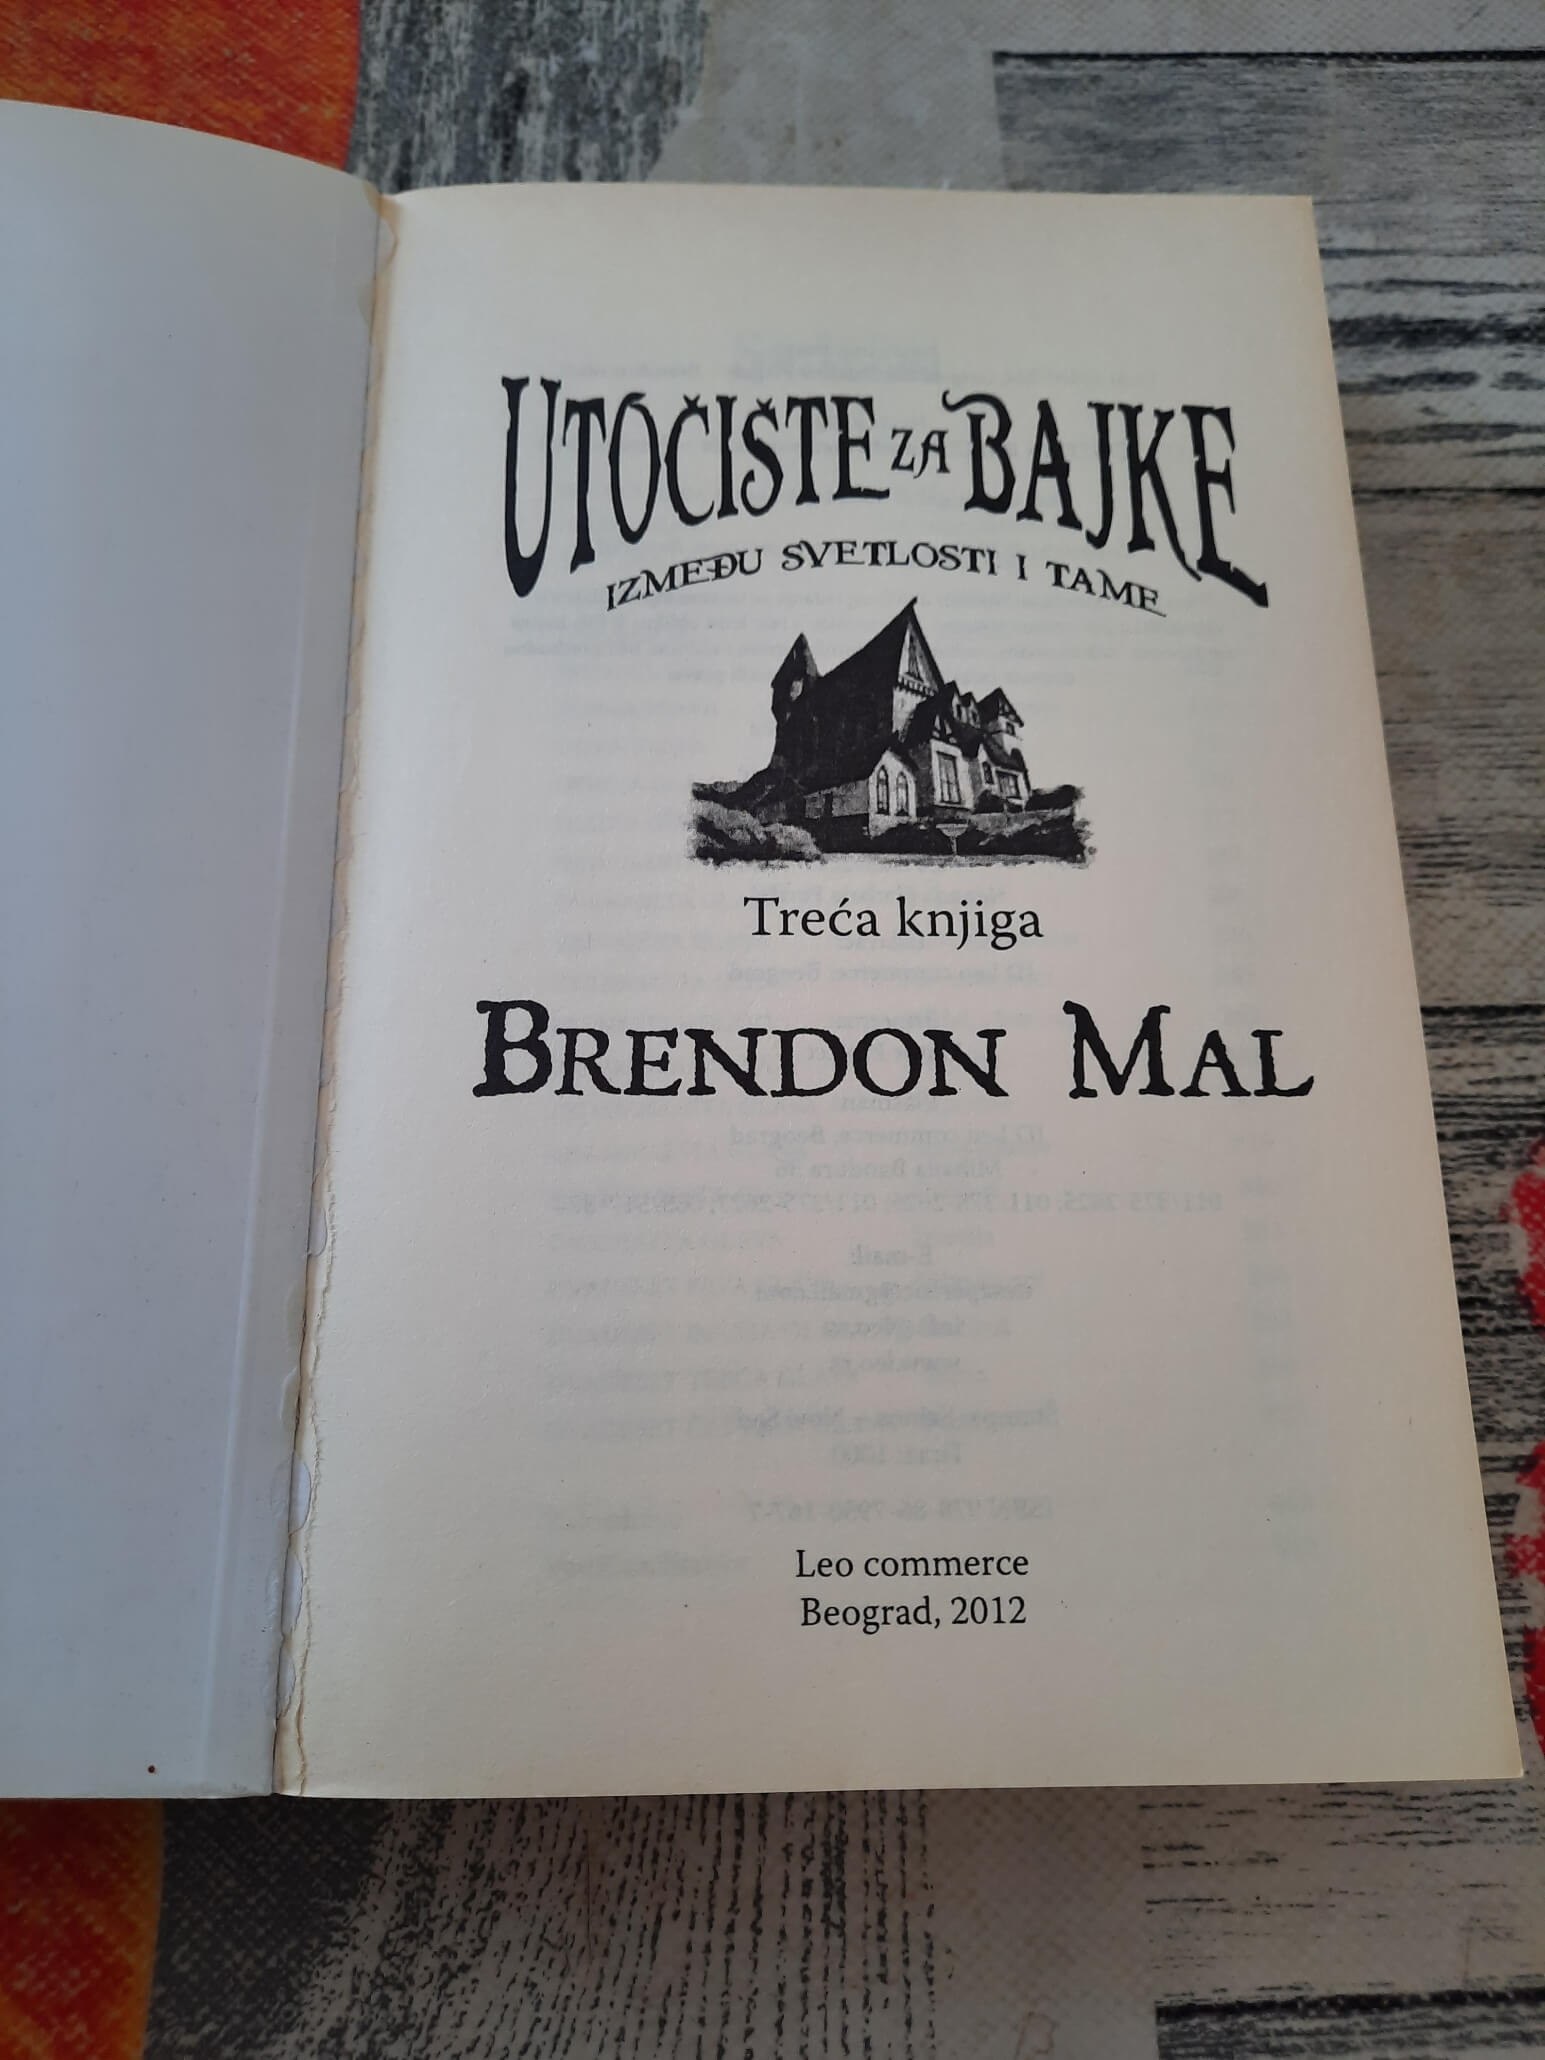 UTOČIŠTE ZA BAJKE
IZMEĐU SVETLOSTI I TAME
Treća knjiga
BRENDON MAL
Leo commerce
Beograd, 2012